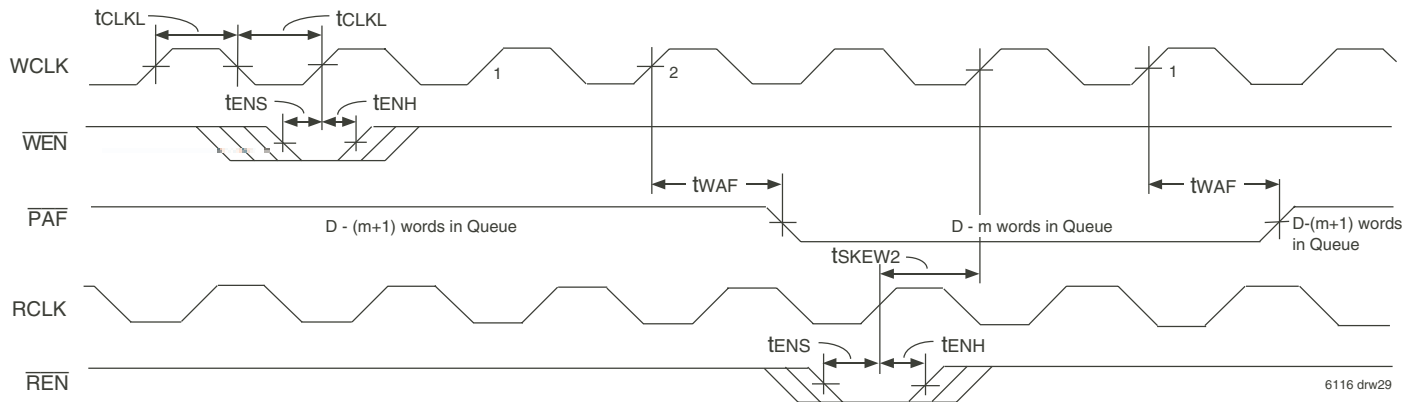 tCLKL tCLKL
WCLK 1 2 1
tENS tENH
WEN
tWAF tWAF
PAF D - (m+1) words in Queue D - m words in Queue D-(m+1) words
in Queue
tSKEW2
RCLK
tENS tENH
REN
6116 drw29